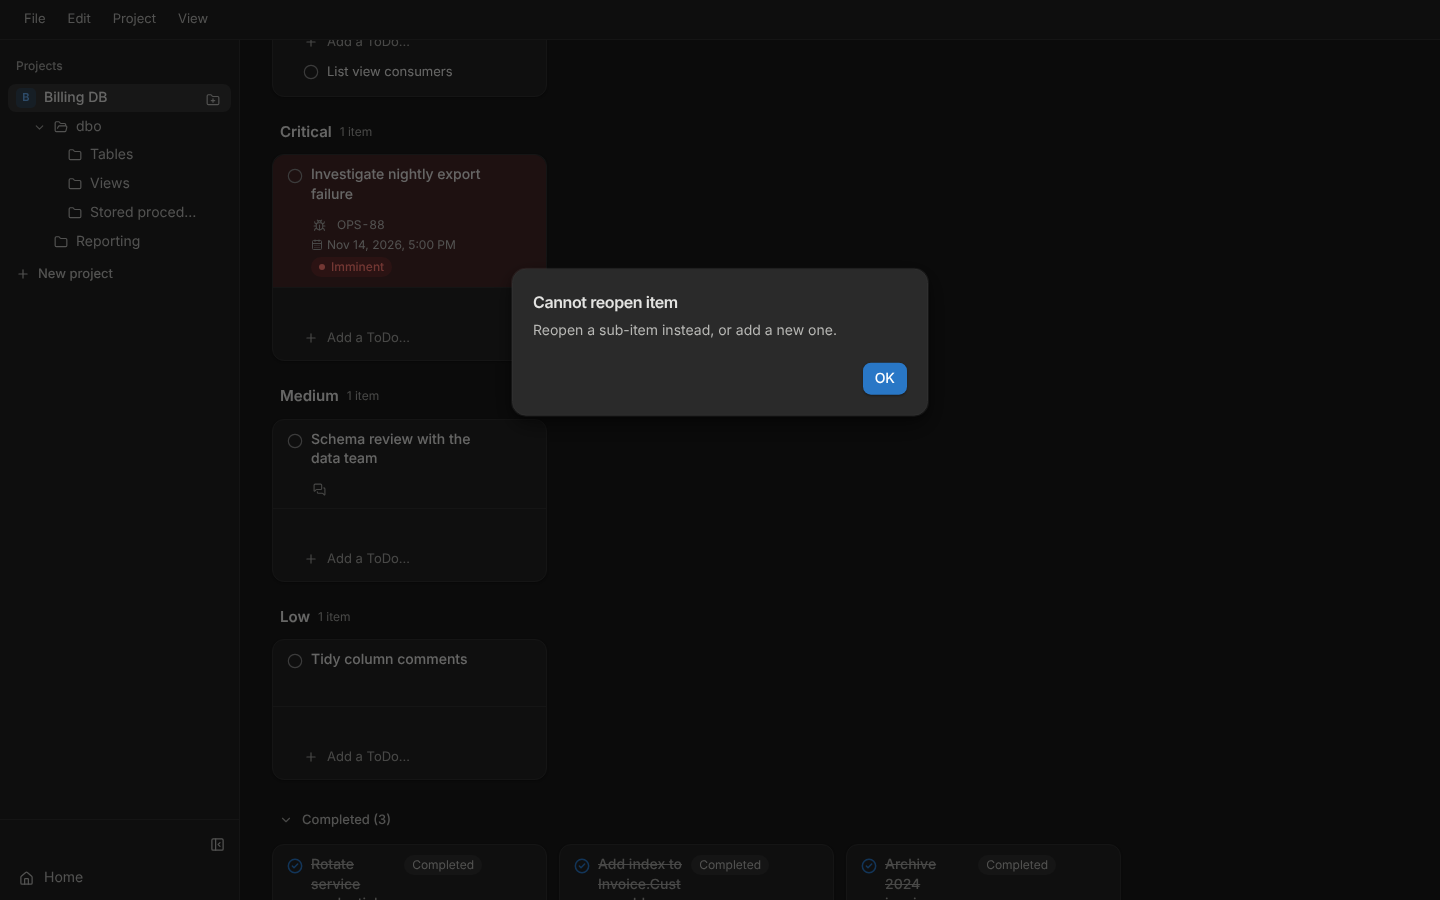 File Edit Project View
Projects
B Billing DB
dbo
Tables
Views
Stored proced...
Reporting
New project
Home
Add a ToDo...
List view consumers
Critical 1 item
Investigate nightly export
failure
OPS-88
Nov 14, 2026, 5:00 PM
Imminent
Add a ToDo...
Medium 1 item
Schema review with the
data team
Add a ToDo...
Low 1 item
Tidy column comments
Add a ToDo...
Completed (3)
Rotate
service
Completed
Add index to
Invoice.Cust
Completed
Archive
2024
Completed
Cannot reopen item
Reopen a sub-item instead, or add a new one.
OK